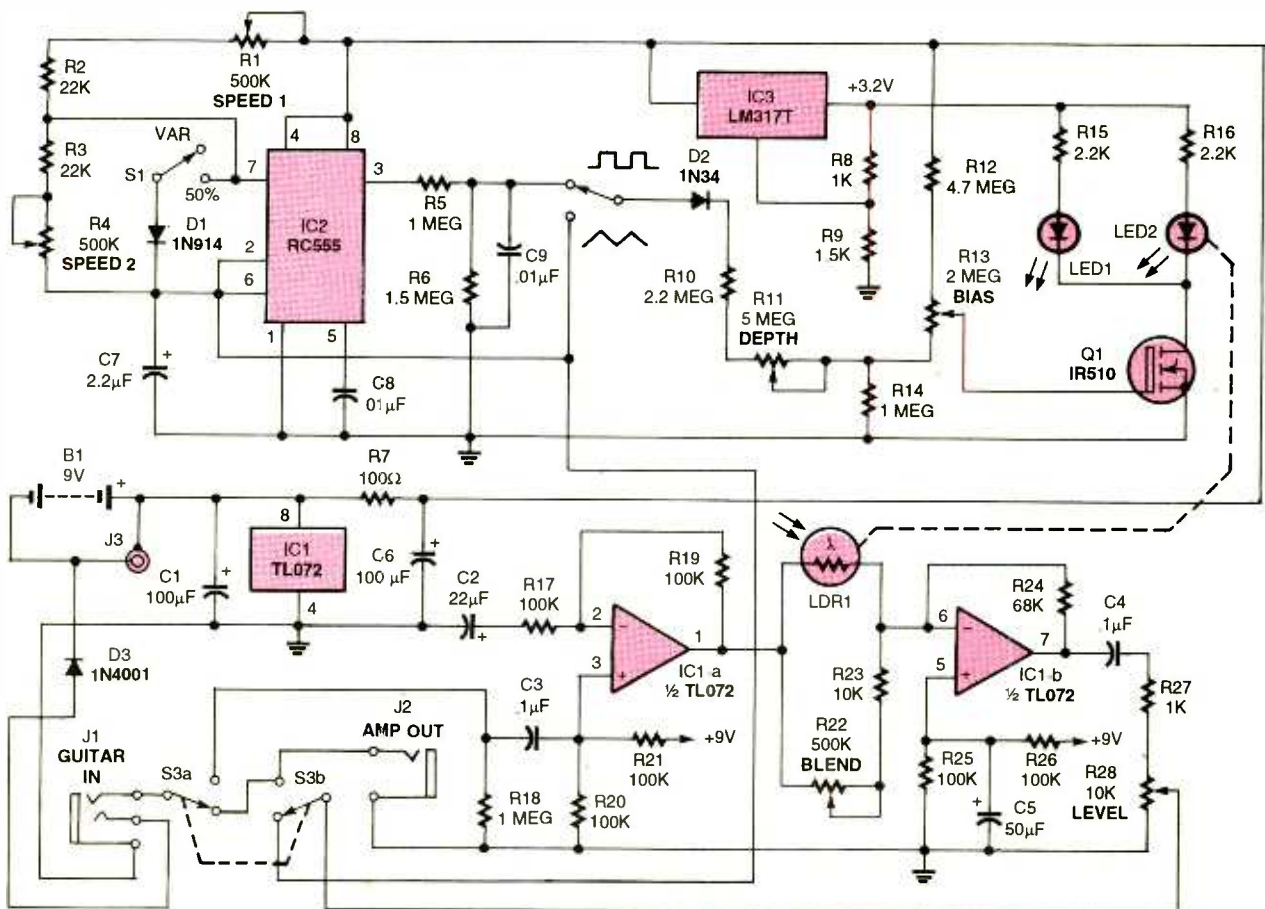 R1
500K
SPEED 1
R2
22K
VAR
R3
22K
S1
50%
R4
500K
SPEED 2
D1
1N914
4
8
7
3
2
6
1
5
IC2
RC555
R5
1 MEG
R6
1.5 MEG
C9
.01µF
C7
2.2µF
+
C8
01µF
D2
1N34
IC3
LM317T
+3.2V
R8
1K
R9
1.5K
R10
2.2 MEG
R11
5 MEG
DEPTH
R12
4.7 MEG
R13
2 MEG
BIAS
R14
1 MEG
R15
2.2K
R16
2.2K
LED1
LED2
Q1
IR510
B1
9V
+
J3
C1
100µF
+
8
IC1
TL072
4
R7
100Ω
C6
100µF
+
C2
22µF
+
R17
100K
R19
100K
2
−
3
+
1
IC1-a
½ TL072
λ
LDR1
R23
10K
R22
500K
BLEND
R24
68K
6
−
5
+
7
IC1-b
½ TL072
C4
.1µF
R27
1K
R28
10K
LEVEL
D3
1N4001
J1
GUITAR
IN
S3a
S3b
J2
AMP OUT
C3
.1µF
R18
1 MEG
R20
100K
R21
100K
+9V
R25
100K
R26
100K
+9V
+
C5
50µF